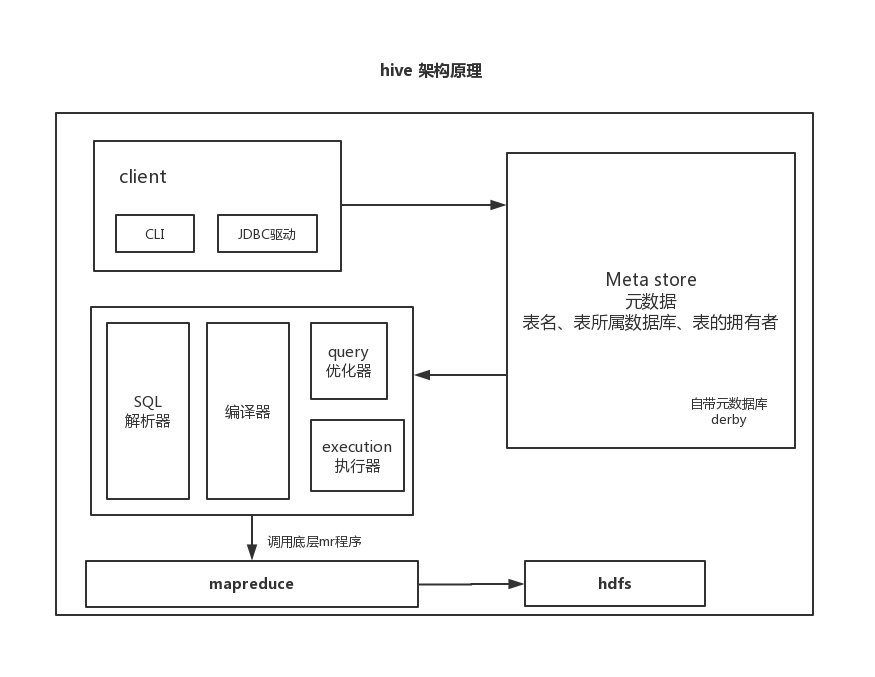 hive 架构原理
client
CLI
JDBC驱动
Meta store
元数据
表名、表所属数据库、表的拥有者
自带元数据库
derby
SQL
解析器
编译器
query
优化器
execution
执行器
调用底层mr程序
mapreduce
hdfs